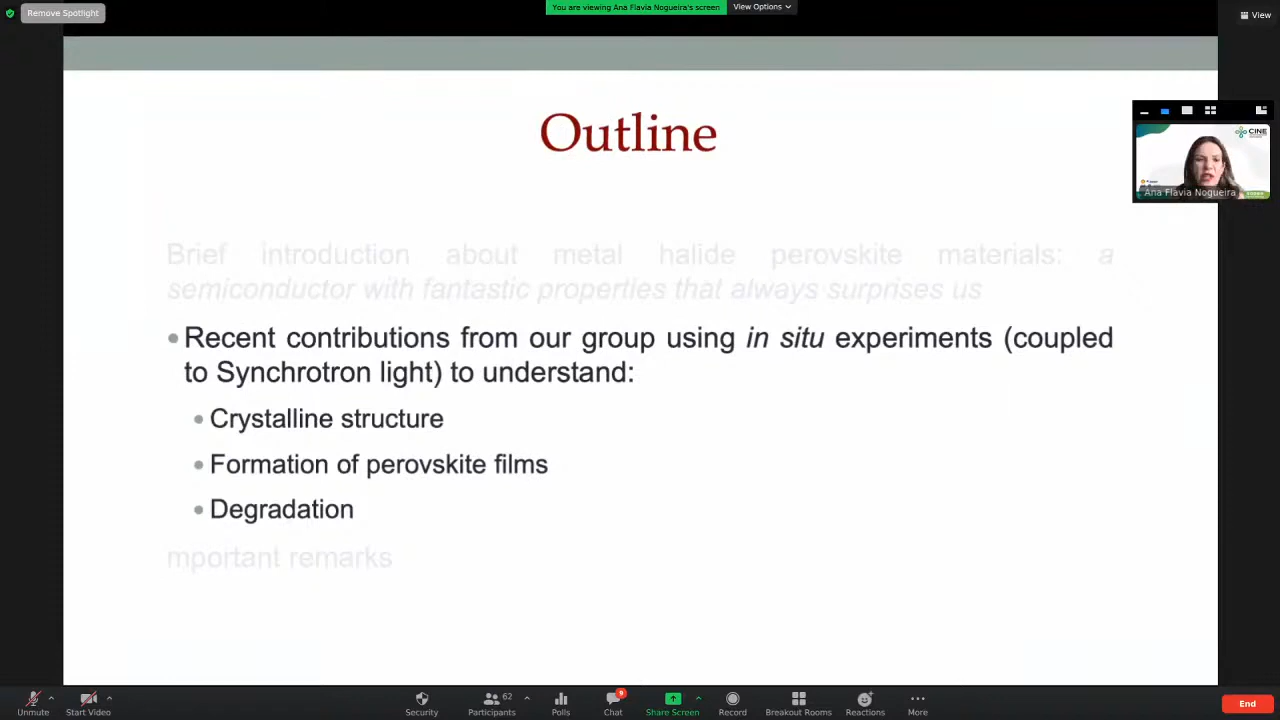 Remove Spotlight
You are viewing Ana Flavia Nogueira's screen
View Options
View
Outline
CINE
Ana Flavia Nogueira
Brief introduction about metal halide perovskite materials: a
semiconductor with fantastic properties that always surprises us
• Recent contributions from our group using in situ experiments (coupled
to Synchrotron light) to understand:
• Crystalline structure
• Formation of perovskite films
• Degradation
mportant remarks
Unmute
Start Video
Security
Participants
62
Polls
Chat
9
Share Screen
Record
Breakout Rooms
Reactions
More
End